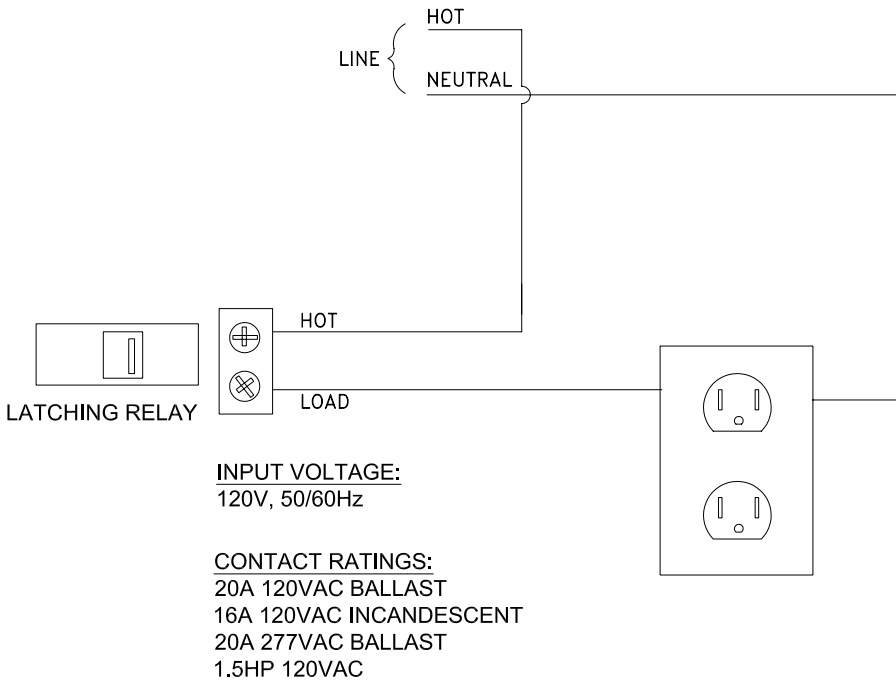 HOT
LINE
NEUTRAL
HOT
LOAD
LATCHING RELAY
INPUT VOLTAGE:
120V, 50/60Hz
CONTACT RATINGS:
20A 120VAC BALLAST
16A 120VAC INCANDESCENT
20A 277VAC BALLAST
1.5HP 120VAC